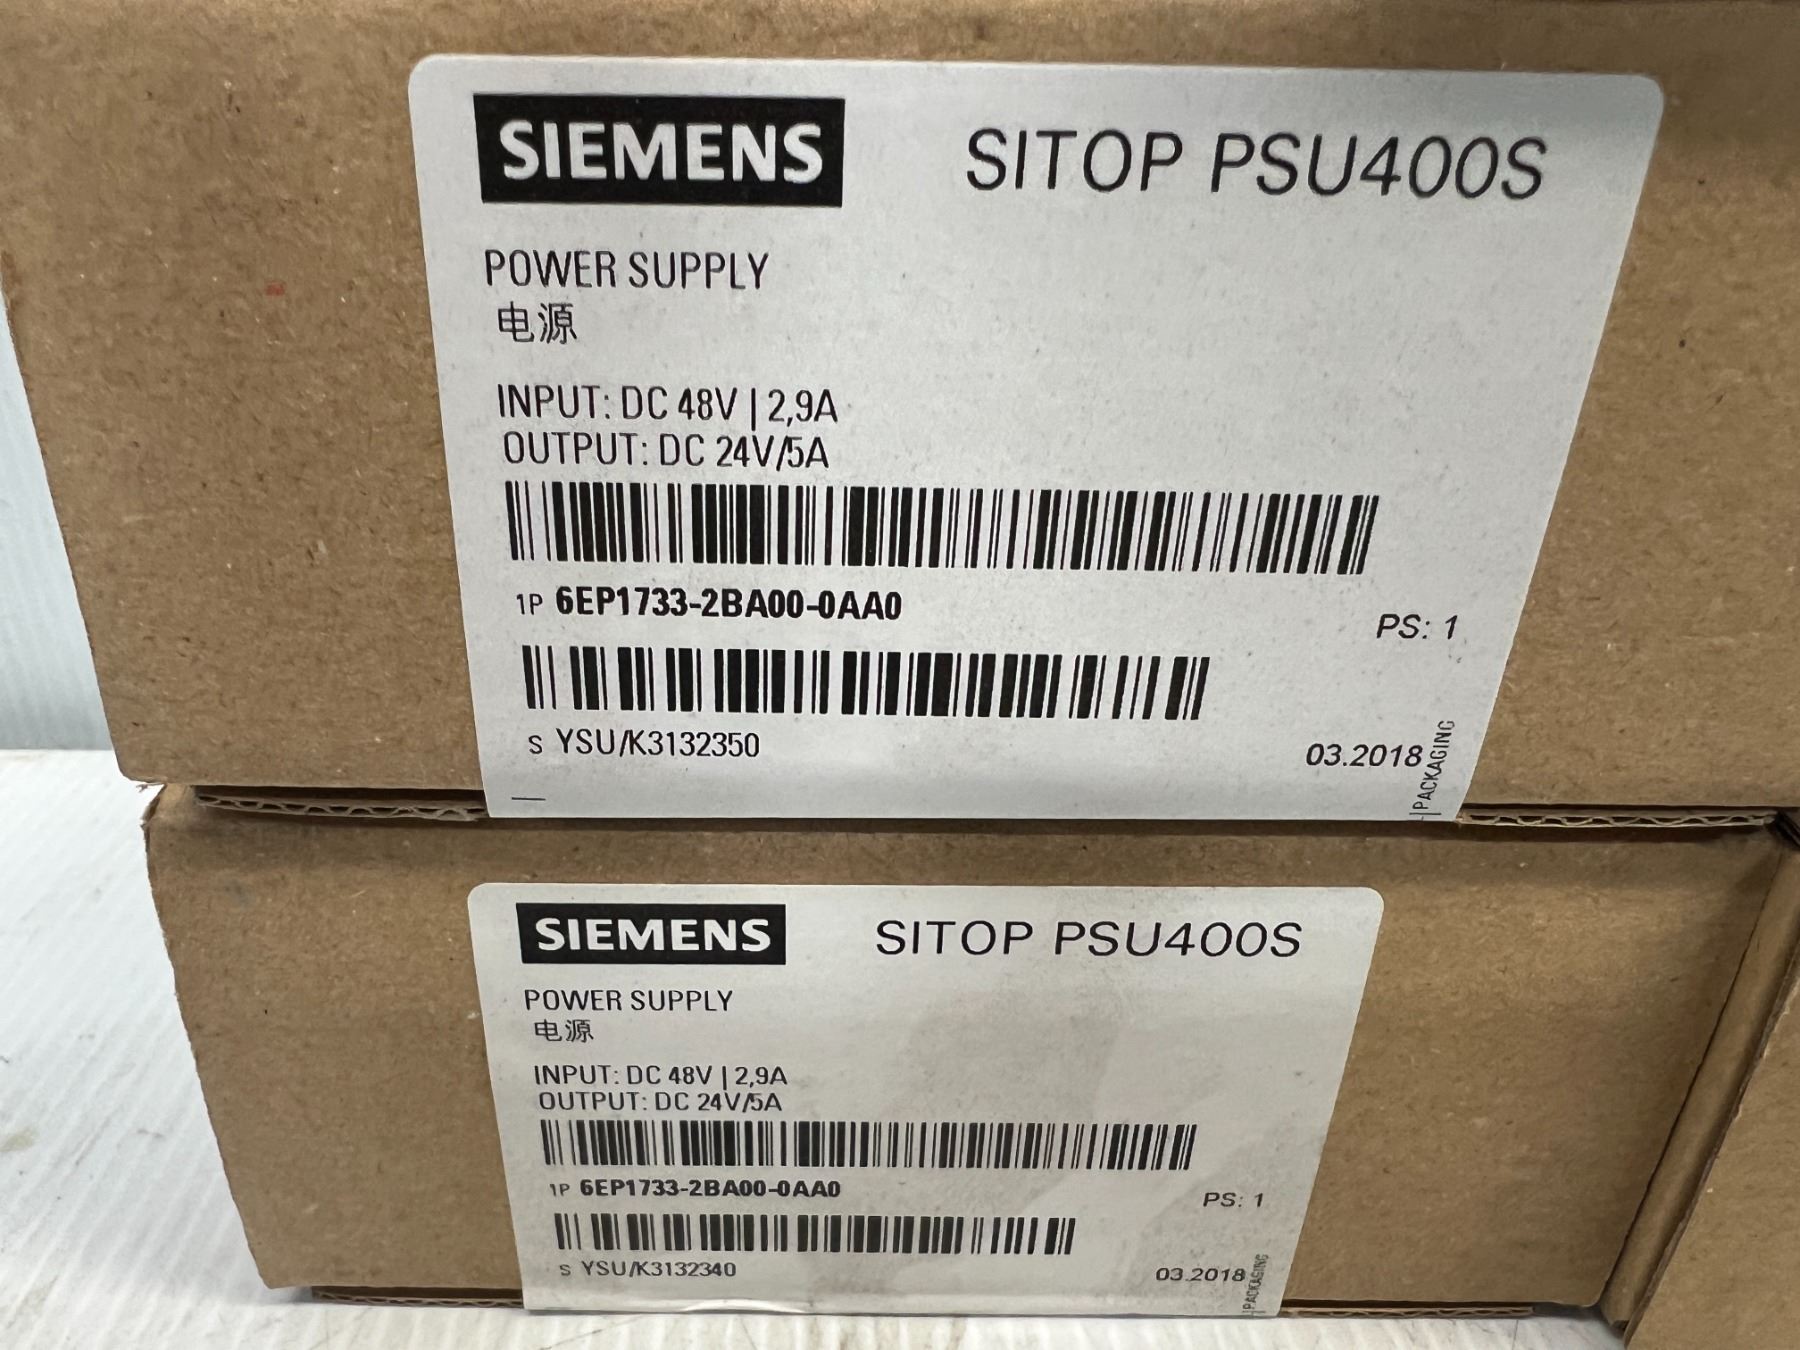 SIEMENS SITOP PSU400S
POWER SUPPLY
电源
INPUT: DC 48V | 2,9A
OUTPUT: DC 24V/5A
1P 6EP1733-2BA00-0AA0
PS: 1
S YSU/K3132350
03.2018
PACKAGING
SIEMENS SITOP PSU400S
POWER SUPPLY
电源
INPUT: DC 48V | 2,9A
OUTPUT: DC 24V/5A
1P 6EP1733-2BA00-0AA0
PS: 1
S YSU/K3132340
03.2018
PACKAGING